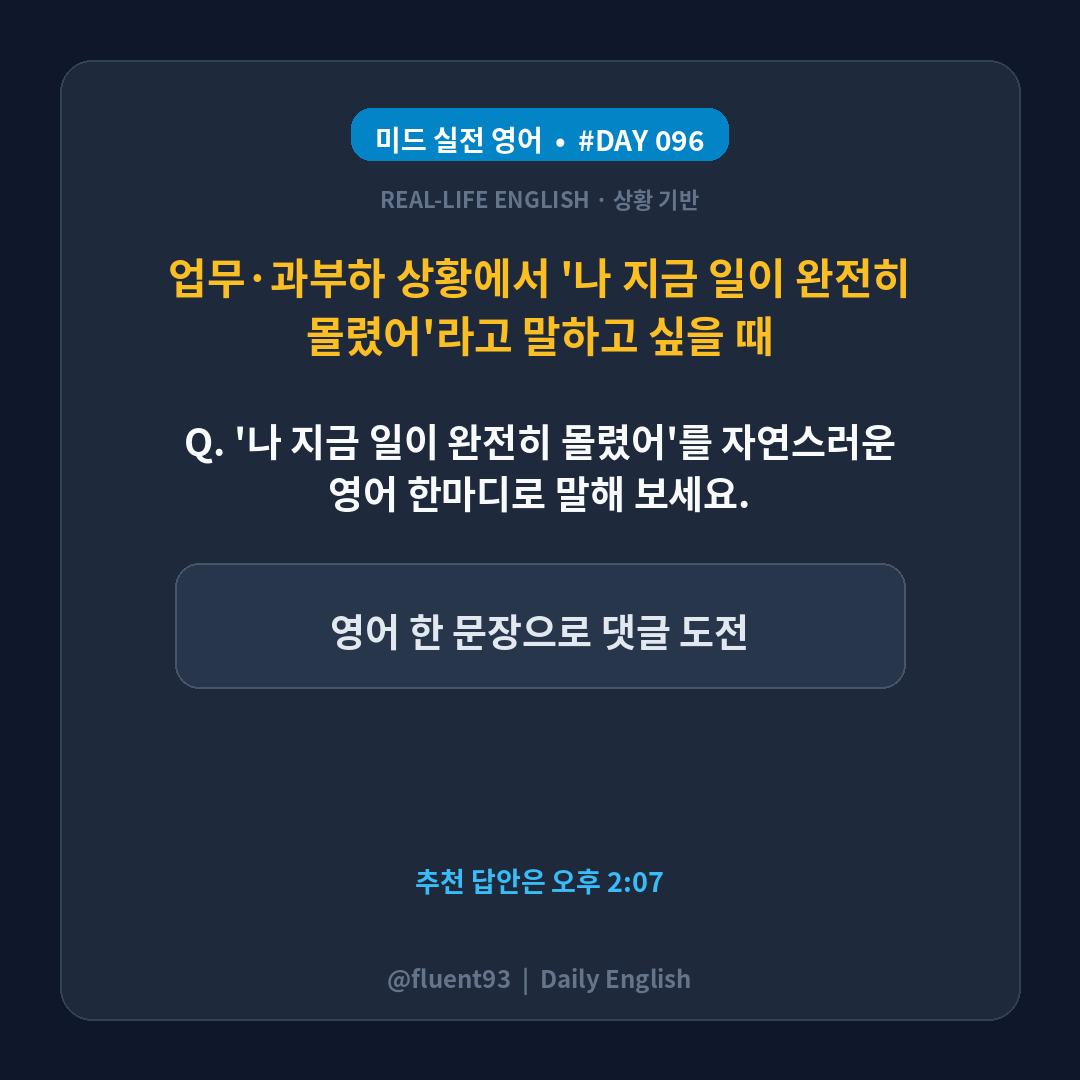 미드 실전 영어 • #DAY 096
REAL-LIFE ENGLISH · 상황 기반
업무·과부하 상황에서 '나 지금 일이 완전히
몰렸어'라고 말하고 싶을 때
Q. '나 지금 일이 완전히 몰렸어'를 자연스러운
영어 한마디로 말해 보세요.
영어 한 문장으로 댓글 도전
추천 답안은 오후 2:07
@fluent93 | Daily English